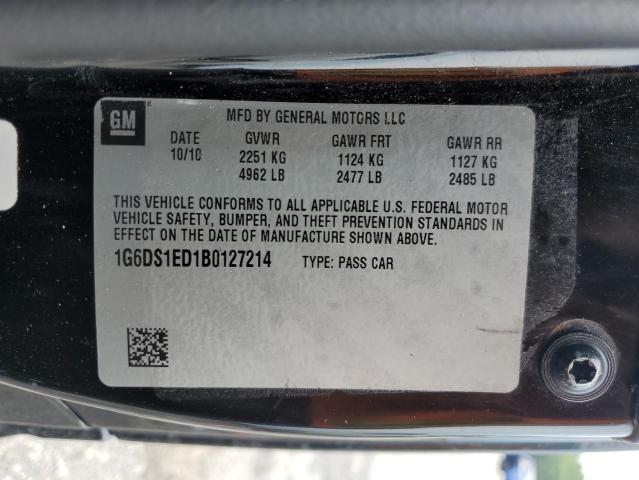 GM
MFD BY GENERAL MOTORS LLC
DATE GVWR GAWR FRT GAWR RR
10/10 2251 KG 1124 KG 1127 KG
4962 LB 2477 LB 2485 LB
THIS VEHICLE CONFORMS TO ALL APPLICABLE U.S. FEDERAL MOTOR
VEHICLE SAFETY, BUMPER, AND THEFT PREVENTION STANDARDS IN
EFFECT ON THE DATE OF MANUFACTURE SHOWN ABOVE.
1G6DS1ED1B0127214 TYPE: PASS CAR